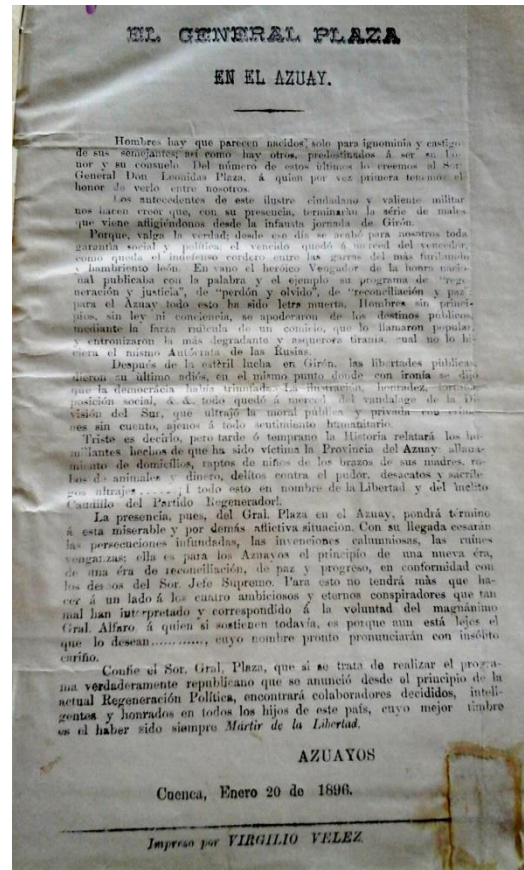 EL GENERAL PLAZA
EN EL AZUAY.
Hombres hay que parecen nacidos solo para ignominia y castigo
de sus semejantes; así como hay otros, predestinados á ser su ho-
nor y su consuelo. Del número de estos últimos lo creemos al Sor.
General Don Leonidas Plaza, á quien por vez primera tenemos el
honor de verlo entre nosotros.
Los antecedentes de este ilustre ciudadano y valiente militar
nos hacen creer que, con su presencia, terminarán la série de males
que viene afligiéndonos desde la infausta jornada de Girón.
Porque, valga la verdad; desde ese día se acabó para nosotros toda
garantía social y política; el vencido quedó á merced del vencedor,
como queda el indefenso cordero entre las garras del más furibundo
y hambriento león. En vano el heróico Vengador de la honra nacio-
nal publicaba con la palabra y el ejemplo su programa de "rege-
neración y justicia", de "perdón y olvido", de "reconciliación y paz"
para el Azuay todo esto ha sido letra muerta. Hombres sin princi-
pios, sin ley ni conciencia, se apoderaron de los destinos públicos,
mediante la farza ridícula de un comicio, que lo llamaron popular,
y entronizaron la más degradante y asquerosa tiranía, cual no lo hi-
ciera el mismo Autócrata de las Rusias.
Después de la estéril lucha en Girón, las libertades públicas
dieron su último adiós, en el mismo punto donde con ironía se dijo
que la democrácia había triunfado. La ilustración, honradez, fortuna,
posición social, &. &. todo quedó á merced del vandalage de la Di-
visión del Sur, que ultrajó la moral pública y privada con críme-
nes sin cuento, ajenos á todo sentimiento humanitario.
Triste es decirlo, pero tarde ó temprano la Historia relatará los hu-
millantes hechos de que ha sido víctima la Provincia del Azuay: allana-
miento de domicilios, raptos de niños de los brazos de sus madres, ro-
bos de animales y dinero, delitos contra el pudor, desacatos y sacrile-
gos ultrajes ......¡I todo esto en nombre de la Libertad y del ínclito
Caudillo del Partido Regenerador!.
La presencia, pues, del Gral. Plaza en el Azuay, pondrá término
á esta miserable y por demás aflictiva situación. Con su llegada cesarán
las persecuciones infundadas, las invenciones calumniosas, las ruines
venganzas; ella es para los Azuayos el principio de una nueva éra,
de una éra de reconciliación, de paz y progreso, en conformidad con
los deseos del Sor. Jefe Supremo. Para esto no tendrá màs que ha-
cer á un lado á los cuatro ambiciosos y eternos conspiradores que tan
mal han interpretado y correspondido á la voluntad del magnánimo
Gral. Alfaro, á quien si sostienen todavía, es porque aun está lejos el
que lo desean............, cuyo nombre pronto pronunciarán con insólito
cariño.
Confíe el Sor. Gral. Plaza, que si se trata de realizar el progra-
ma verdaderamente republicano que se anunció desde el principio de la
actual Regeneración Política, encontrará colaboradores decididos, inteli-
gentes y honrados en todos los hijos de este país, cuyo mejor timbre
es el haber sido siempre Mártir de la Libertad.
AZUAYOS
Cuenca, Enero 20 de 1896.
Impreso por VIRGILIO VELEZ.